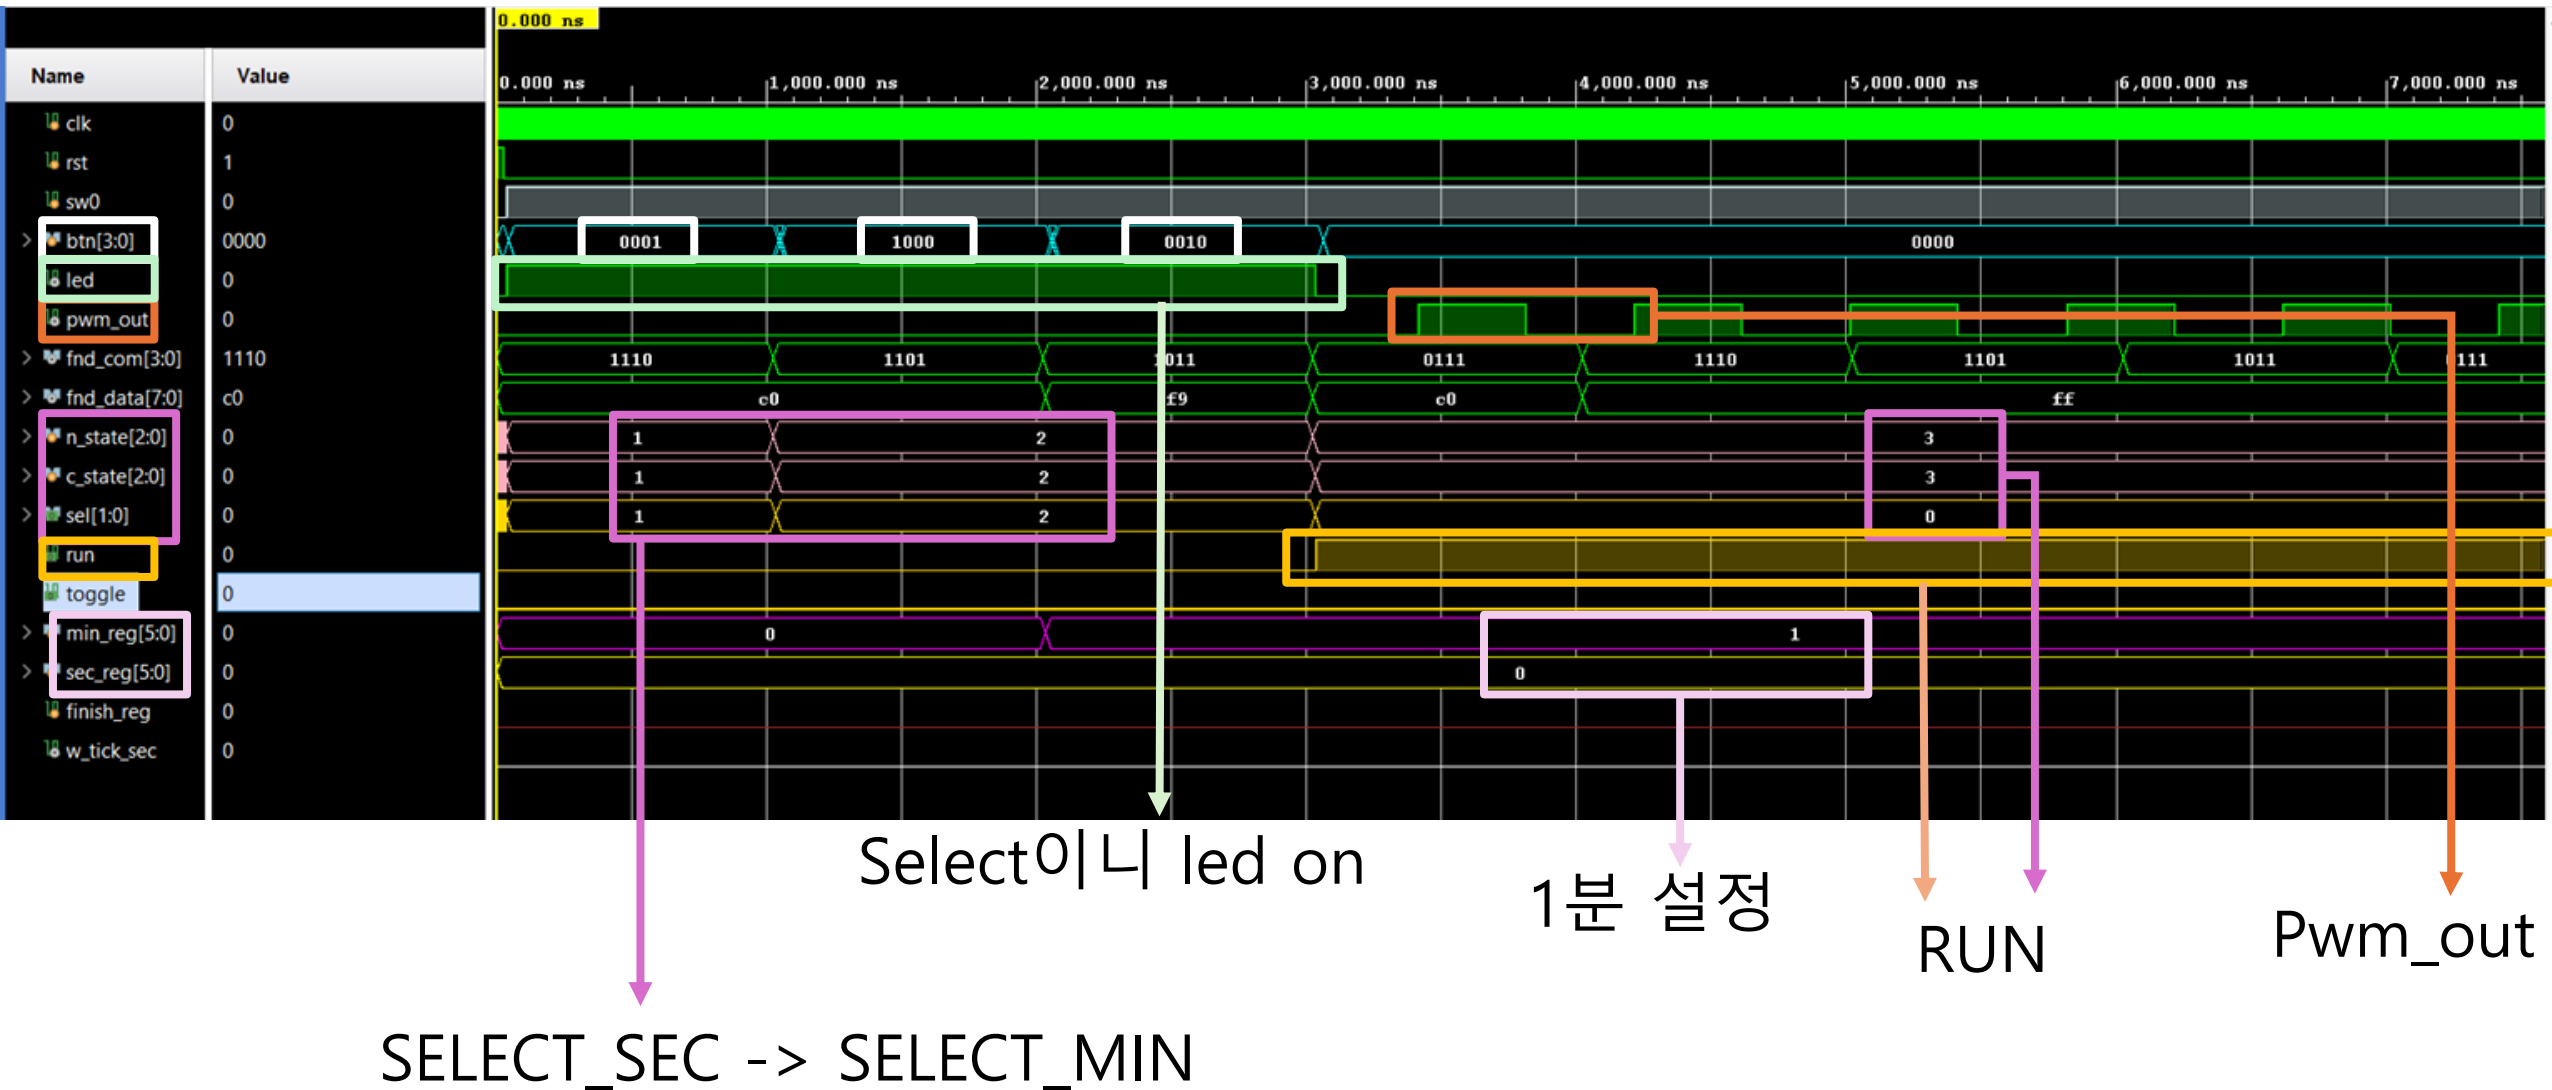 0.000 ns
Name Value
0.000 ns 1,000.000 ns 2,000.000 ns 3,000.000 ns 4,000.000 ns 5,000.000 ns 6,000.000 ns 7,000.000 ns
clk 0
rst 1
sw0 0
btn[3:0] 0000 0001 1000 0010 0000
led 0
pwm_out 0
fnd_com[3:0] 1110 1110 1101 1011 0111 1110 1101 1011 0111
fnd_data[7:0] c0 c0 f9 c0 ff
n_state[2:0] 0 1 2 3
c_state[2:0] 0 1 2 3
sel[1:0] 0 1 2 0
run 0
toggle 0
min_reg[5:0] 0 0 1
sec_reg[5:0] 0 0
finish_reg 0
w_tick_sec 0
Select이니 led on
1분 설정
RUN
Pwm_out
SELECT_SEC -> SELECT_MIN